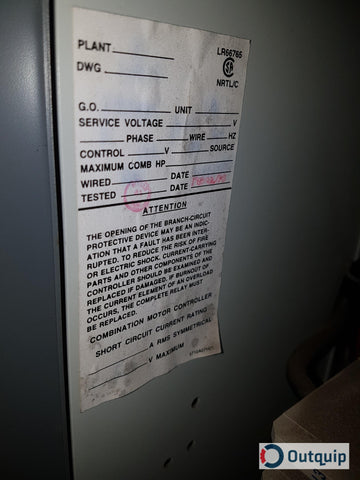 PLANT
LR66765
DWG
NRTL/C
G.O. UNIT
SERVICE VOLTAGE V
PHASE WIRE HZ
CONTROL V SOURCE
MAXIMUM COMB HP
WIRED DATE
TESTED DATE
ATTENTION
THE OPENING OF THE BRANCH-CIRCUIT
PROTECTIVE DEVICE MAY BE AN INDIC-
ATION THAT A FAULT HAS BEEN INTER-
RUPTED. TO REDUCE THE RISK OF FIRE
OR ELECTRIC SHOCK, CURRENT-CARRYING
PARTS AND OTHER COMPONENTS OF THE
CONTROLLER SHOULD BE EXAMINED AND
REPLACED IF DAMAGED. IF BURNOUT OF
THE CURRENT ELEMENT OF AN OVERLOAD
OCCURS, THE COMPLETE RELAY MUST
BE REPLACED.
COMBINATION MOTOR CONTROLLER
SHORT CIRCUIT CURRENT RATING
A RMS SYMMETRICAL
V MAXIMUM
Outquip